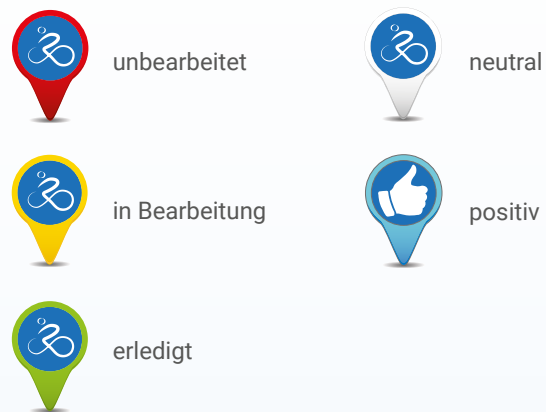 unbearbeitet
neutral
in Bearbeitung
positiv
erledigt